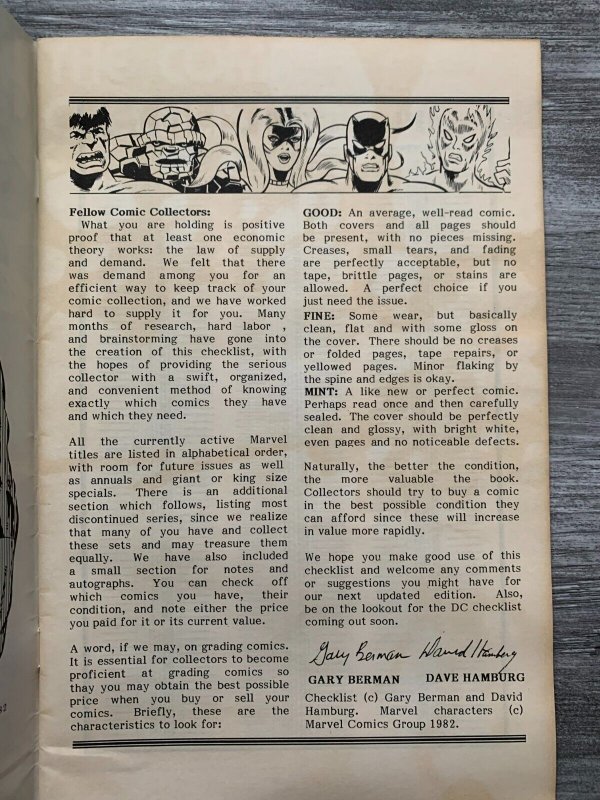 Fellow Comic Collectors:
What you are holding is positive
proof that at least one economic
theory works: the law of supply
and demand. We felt that there
was demand among you for an
efficient way to keep track of your
comic collection, and we have worked
hard to supply it for you. Many
months of research, hard labor ,
and brainstorming have gone into
the creation of this checklist, with
the hopes of providing the serious
collector with a swift, organized,
and convenient method of knowing
exactly which comics they have
and which they need.
All the currently active Marvel
titles are listed in alphabetical order,
with room for future issues as well
as annuals and giant or king size
specials. There is an additional
section which follows, listing most
discontinued series, since we realize
that many of you have and collect
these sets and may treasure them
equally. We have also included
a small section for notes and
autographs. You can check off
which comics you have, their
condition, and note either the price
you paid for it or its current value.
A word, if we may, on grading comics.
It is essential for collectors to become
proficient at grading comics so
thay you may obtain the best possible
price when you buy or sell your
comics. Briefly, these are the
characteristics to look for:
GOOD: An average, well-read comic.
Both covers and all pages should
be present, with no pieces missing.
Creases, small tears, and fading
are perfectly acceptable, but no
tape, brittle pages, or stains are
allowed. A perfect choice if you
just need the issue.
FINE: Some wear, but basically
clean, flat and with some gloss on
the cover. There should be no creases
or folded pages, tape repairs, or
yellowed pages. Minor flaking by
the spine and edges is okay.
MINT: A like new or perfect comic.
Perhaps read once and then carefully
sealed. The cover should be perfectly
clean and glossy, with bright white,
even pages and no noticeable defects.
Naturally, the better the condition,
the more valuable the book.
Collectors should try to buy a comic
in the best possible condition they
can afford since these will increase
in value more rapidly.
We hope you make good use of this
checklist and welcome any comments
or suggestions you might have for
our next updated edition. Also,
be on the lookout for the DC checklist
coming out soon.
Gary Berman David Hamburg
GARY BERMAN DAVE HAMBURG
Checklist (c) Gary Berman and David
Hamburg. Marvel characters (c)
Marvel Comics Group 1982.